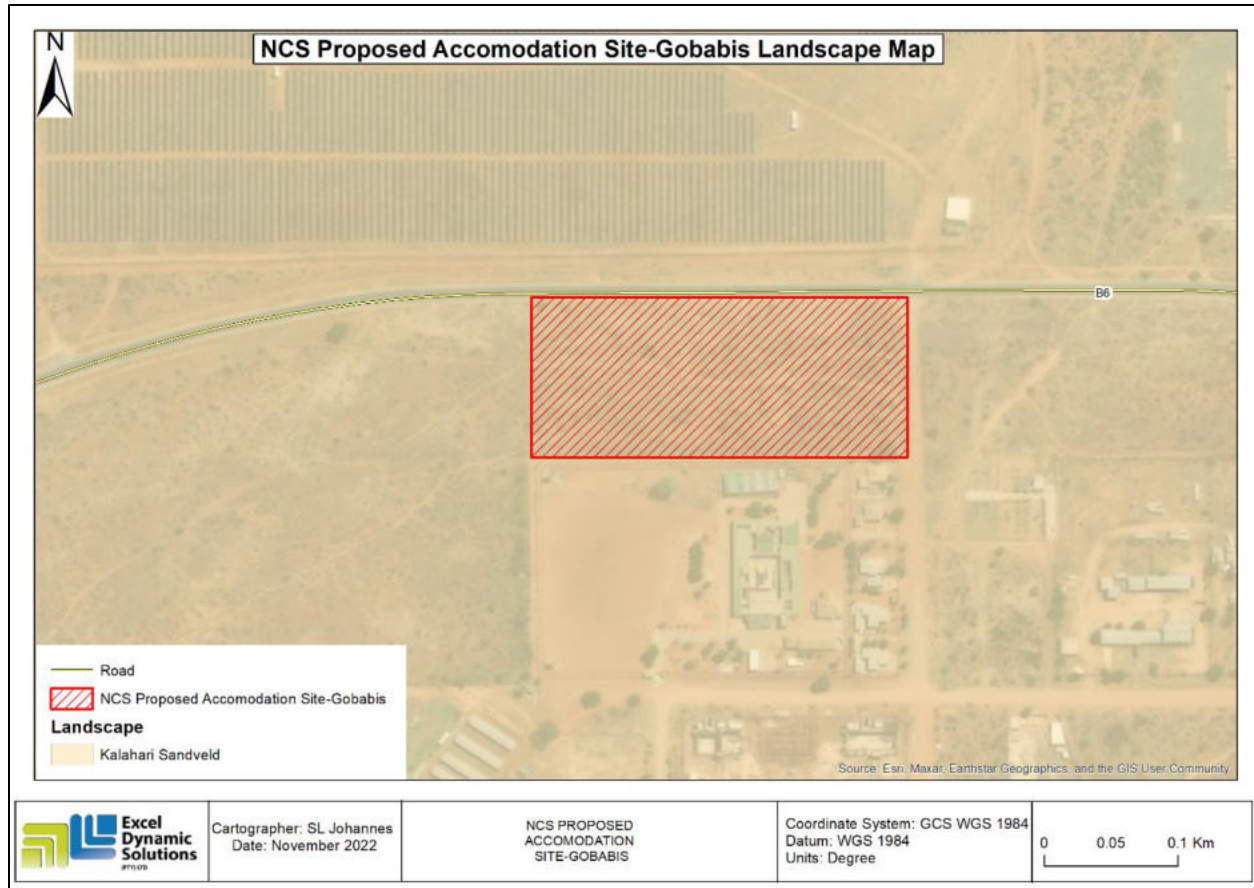 N
NCS Proposed Accomodation Site-Gobabis Landscape Map
B6
Road
NCS Proposed Accomodation Site-Gobabis
Landscape
Kalahari Sandveld
Source: Esri, Maxar, Earthstar Geographics, and the GIS User Community
Excel
Dynamic
Solutions
(PTY) LTD
Cartographer: SL Johannes
Date: November 2022
NCS PROPOSED
ACCOMODATION
SITE-GOBABIS
Coordinate System: GCS WGS 1984
Datum: WGS 1984
Units: Degree
0 0.05 0.1 Km